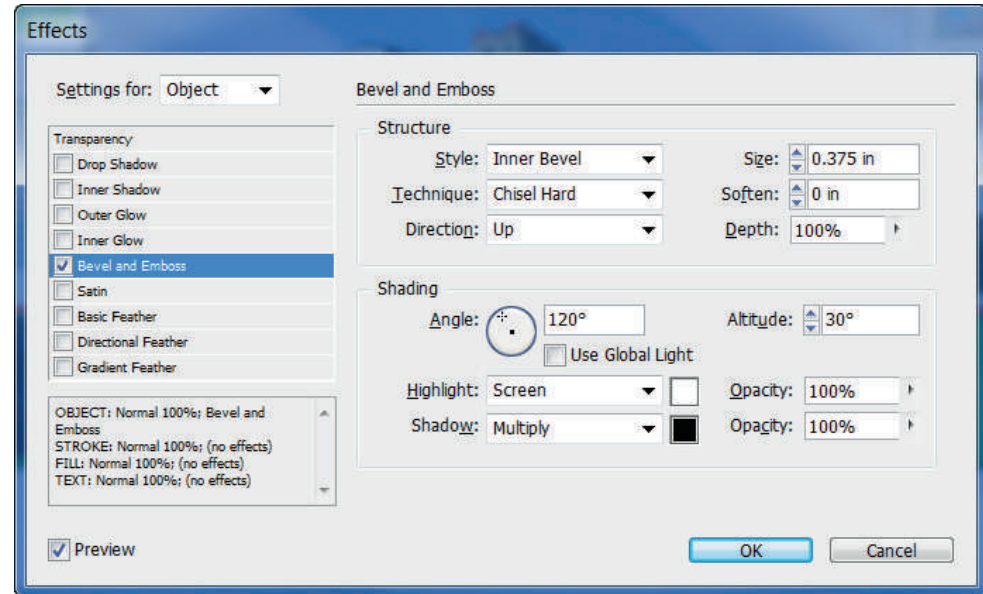 Effects
Settings for: Object
Transparency
Drop Shadow
Inner Shadow
Outer Glow
Inner Glow
Bevel and Emboss
Satin
Basic Feather
Directional Feather
Gradient Feather
OBJECT: Normal 100%; Bevel and
Emboss
STROKE: Normal 100%; (no effects)
FILL: Normal 100%; (no effects)
TEXT: Normal 100%; (no effects)
Preview
Bevel and Emboss
Structure
Style: Inner Bevel Size: 0.375 in
Technique: Chisel Hard Soften: 0 in
Direction: Up Depth: 100%
Shading
Angle: 120° Altitude: 30°
Use Global Light
Highlight: Screen Opacity: 100%
Shadow: Multiply Opacity: 100%
OK Cancel